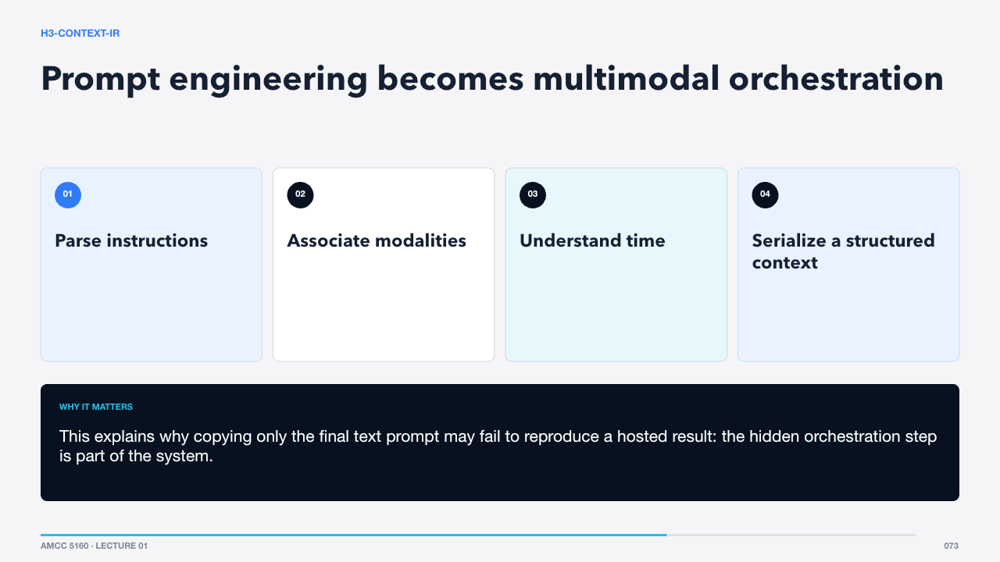 H3-CONTEXT-IR
Prompt engineering becomes multimodal orchestration
01
Parse instructions
02
Associate modalities
03
Understand time
04
Serialize a structured
context
WHY IT MATTERS
This explains why copying only the final text prompt may fail to reproduce a hosted result: the hidden orchestration step
is part of the system.
AMCC 5160 · LECTURE 01
073